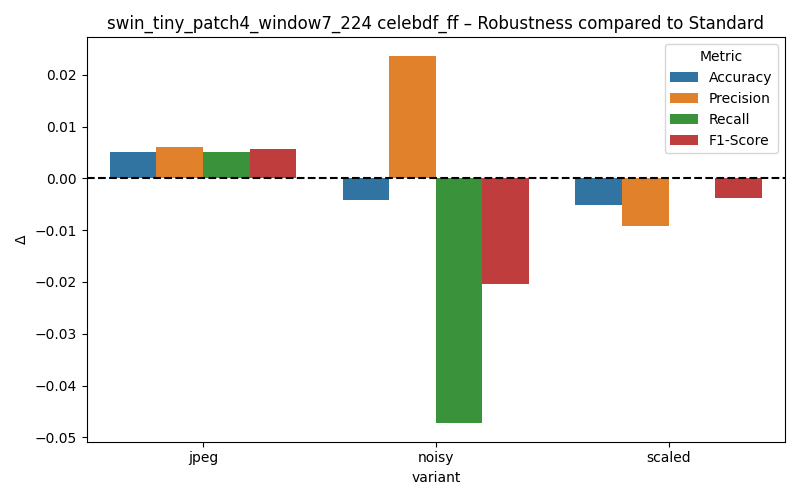 swin_tiny_patch4_window7_224 celebdf_ff – Robustness compared to Standard
Metric
Accuracy
Precision
Recall
F1-Score
0.02
0.01
0.00
−0.01
−0.02
−0.03
−0.04
−0.05
Δ
jpeg
noisy
scaled
variant